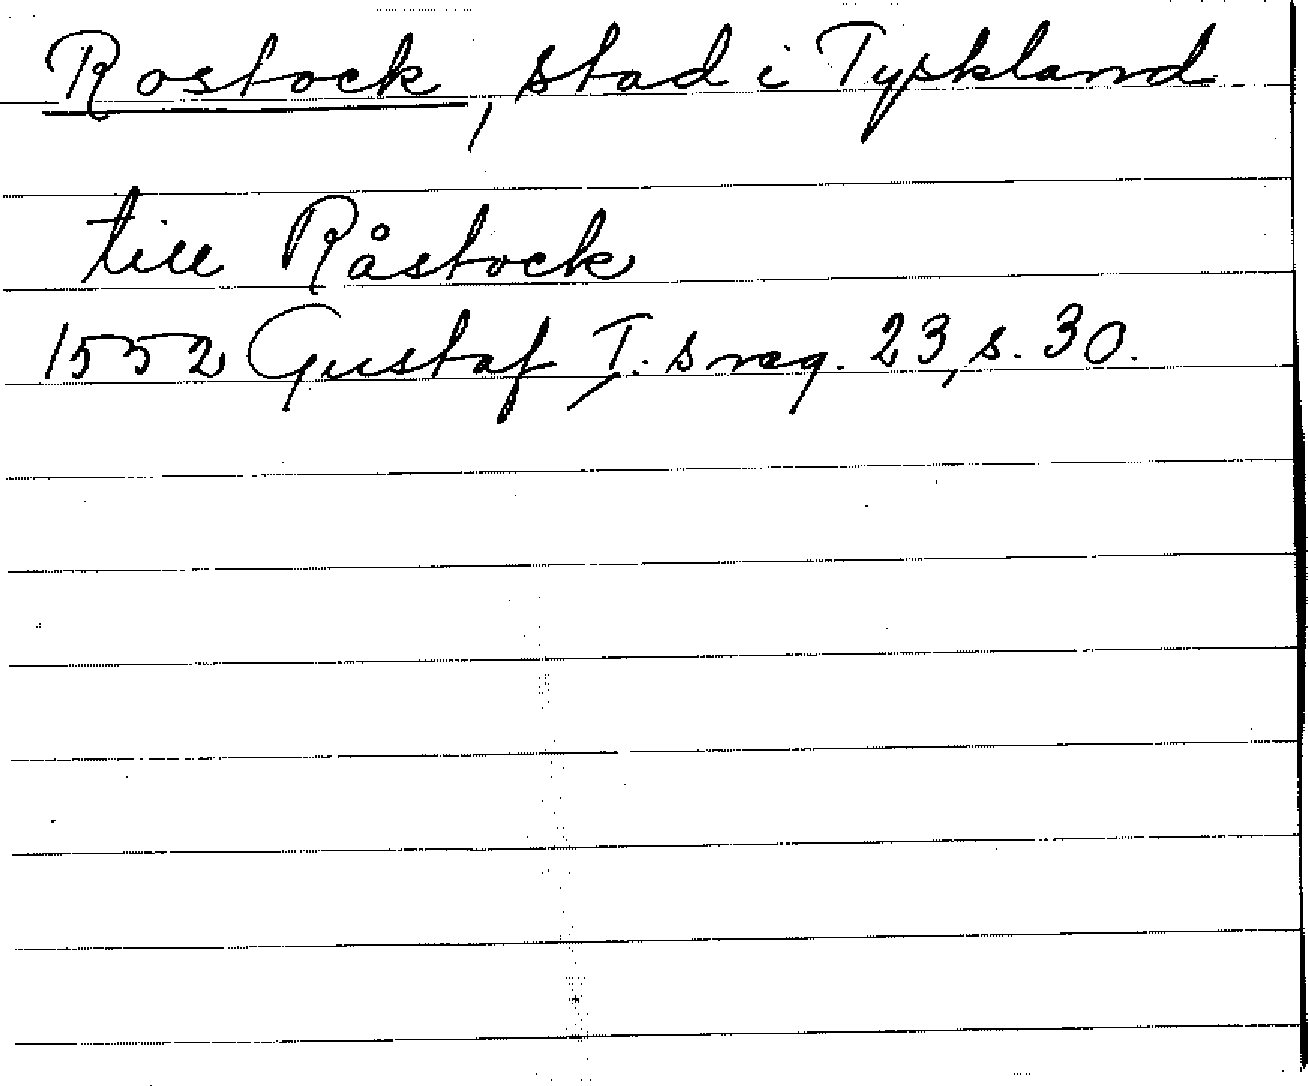 Rostock, stad i Tyskland
till Råstock
1552 Gustaf I. s reg. 23, s. 30.